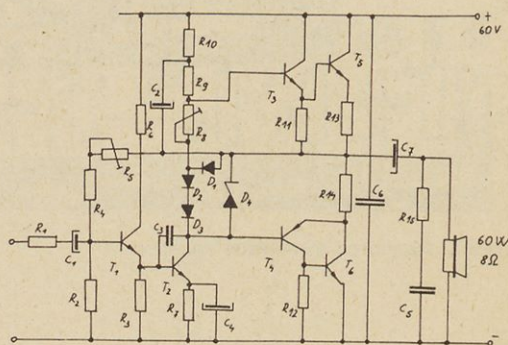 +
60V
R10
C2
R9
T3
T5
R6
R8
R11
R13
R5
C7
R4
D1
D2
D4
R14
C6
R1
C3
D3
R15
60W
8Ω
C1
T1
T2
T4
T6
R2
R3
R7
C4
R12
C5
-